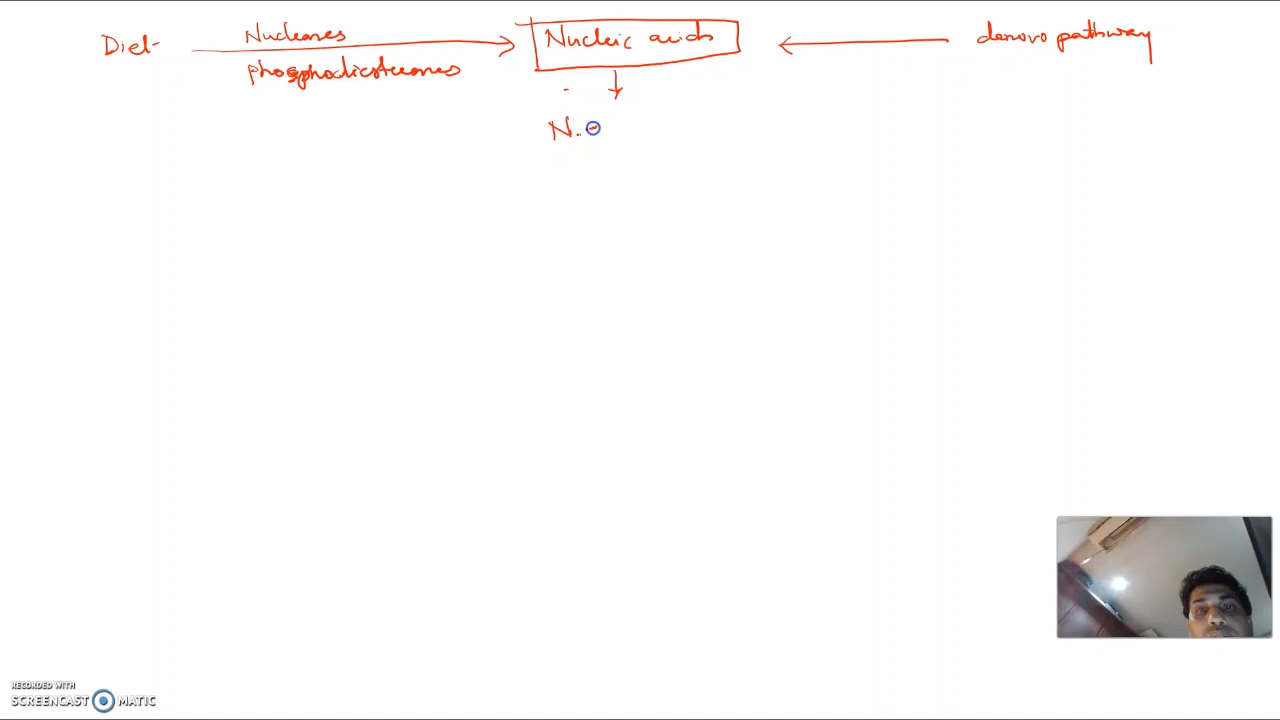 Diet
Nucleases
phosphodiesterases
Nucleic acids
denovo pathway
N.
RECORDED WITH
SCREENCAST MATIC